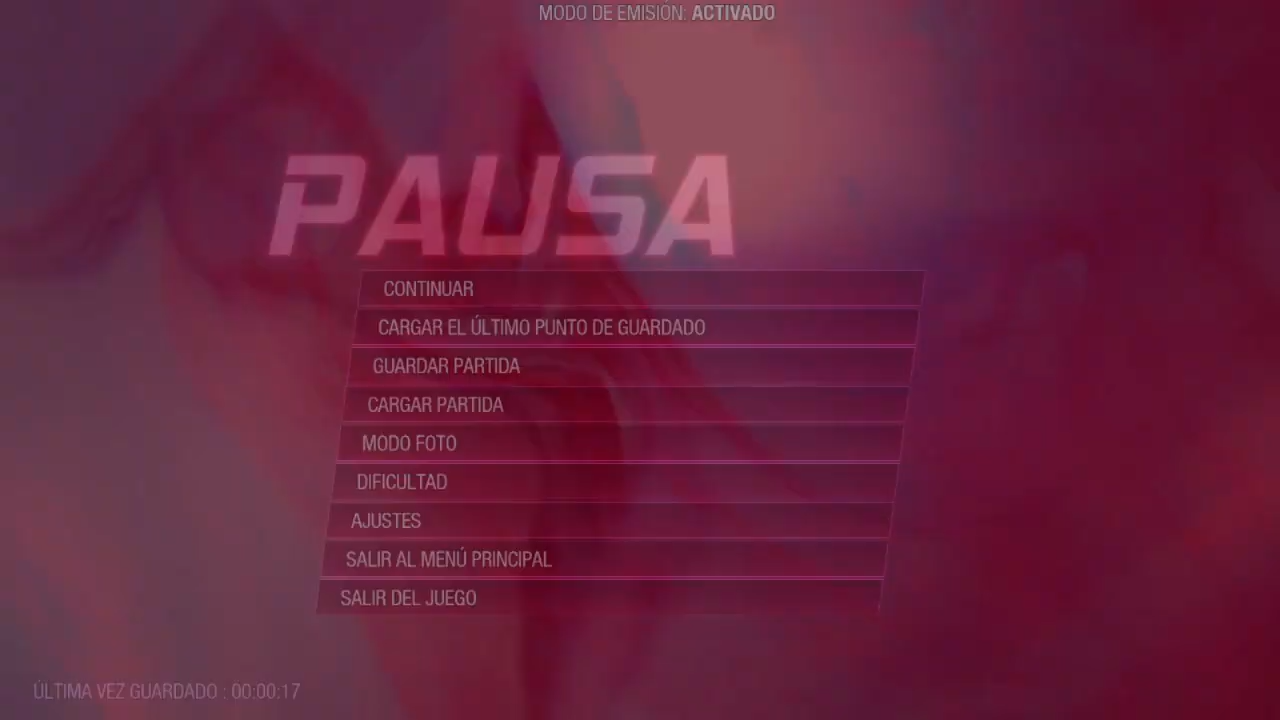 MODO DE EMISIÓN: ACTIVADO
PAUSA
CONTINUAR
CARGAR EL ÚLTIMO PUNTO DE GUARDADO
GUARDAR PARTIDA
CARGAR PARTIDA
MODO FOTO
DIFICULTAD
AJUSTES
SALIR AL MENÚ PRINCIPAL
SALIR DEL JUEGO
ÚLTIMA VEZ GUARDADO : 00:00:17